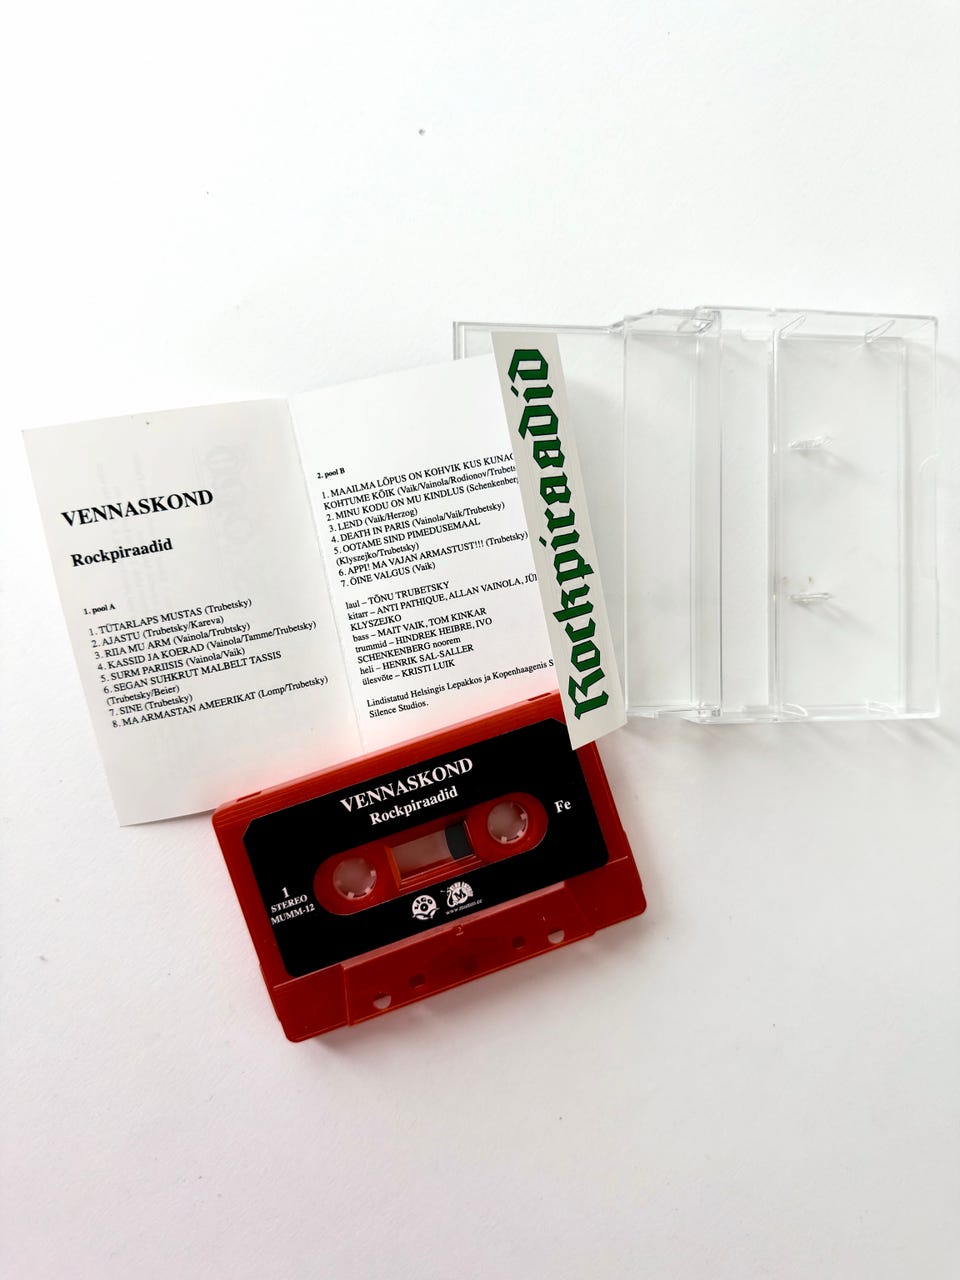 VENNASKOND
Rockpiraadid
1. pool A
1. TÜTARLAPS MUSTAS (Trubetsky)
2. AJASTU (Trubetsky/Kareva)
3. RIIA MU ARM (Vainola/Trubtsky)
4. KASSID JA KOERAD (Vainola/Tamme/Trubetsky)
5. SURM PARIISIS (Vainola/Vaik)
6. SEGAN SUHKRUT MALBELT TASSIS
(Trubetsky/Beier)
7. SINE (Trubetsky)
8. MA ARMASTAN AMEERIKAT (Lomp/Trubetsky)
2. pool B
1. MAAILMA LÕPUS ON KOHVIK KUS KUNAG
KOHTUME KÕIK (Vaik/Vainola/Rodionov/Trubets
2. MINU KODU ON MU KINDLUS (Schenkenberg
3. LEND (Vaik/Herzog)
4. DEATH IN PARIS (Vainola/Vaik/Trubetsky)
5. OOTAME SIND PIMEDUSEMAAL
(Klyszejko/Trubetsky)
6. APPI! MA VAJAN ARMASTUST!!! (Trubetsky)
7. ÖINE VALGUS (Vaik)
laul – TÕNU TRUBETSKY
kitarr – ANTI PATHIQUE, ALLAN VAINOLA, JÜ
KLYSZEJKO
bass – MAIT VAIK, TOM KINKAR
trummid – HINDREK HEIBRE, IVO
SCHENKENBERG noorem
heli – HENRIK SAL-SALLER
ülesvõte – KRISTI LUIK
Lindistatud Helsingis Lepakkos ja Kopenhaagenis S
Silence Studios.
Rockpiraadid
VENNASKOND
Rockpiraadid
Fe
1
STEREO
MUMM-12